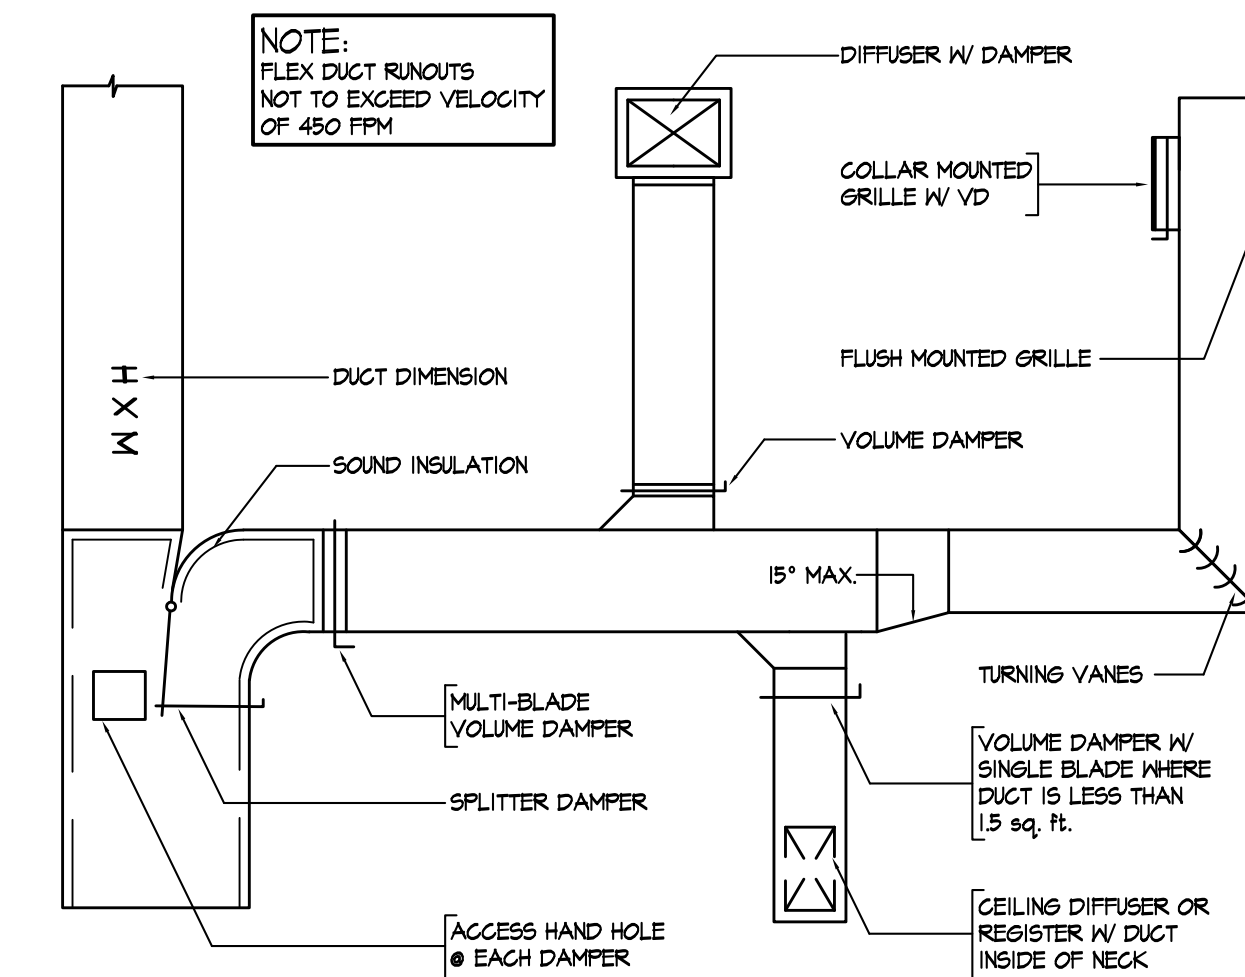 NOTE:
FLEX DUCT RUNOUTS
NOT TO EXCEED VELOCITY
OF 450 FPM
DIFFUSER W/ DAMPER
COLLAR MOUNTED
GRILLE W/ VD
FLUSH MOUNTED GRILLE
W X H
DUCT DIMENSION
VOLUME DAMPER
SOUND INSULATION
15° MAX.
TURNING VANES
MULTI-BLADE
VOLUME DAMPER
VOLUME DAMPER W/
SINGLE BLADE WHERE
DUCT IS LESS THAN
1.5 sq. ft.
SPLITTER DAMPER
CEILING DIFFUSER OR
REGISTER W/ DUCT
INSIDE OF NECK
ACCESS HAND HOLE
@ EACH DAMPER